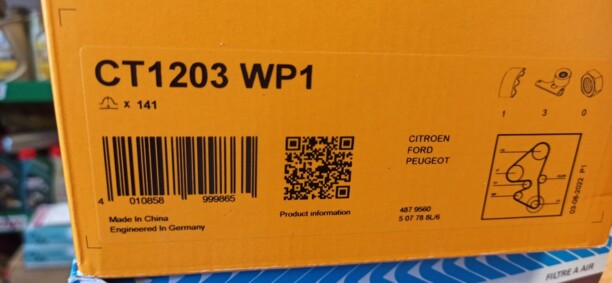 CT1203 WP1
x 141
1 3 0
CITROEN
FORD
PEUGEOT
4 010858 999865
Product information
487 9560
5 07 78 8L/6
03-08-2022 P1
Made in China
Engineered In Germany
FILTRE A AIR